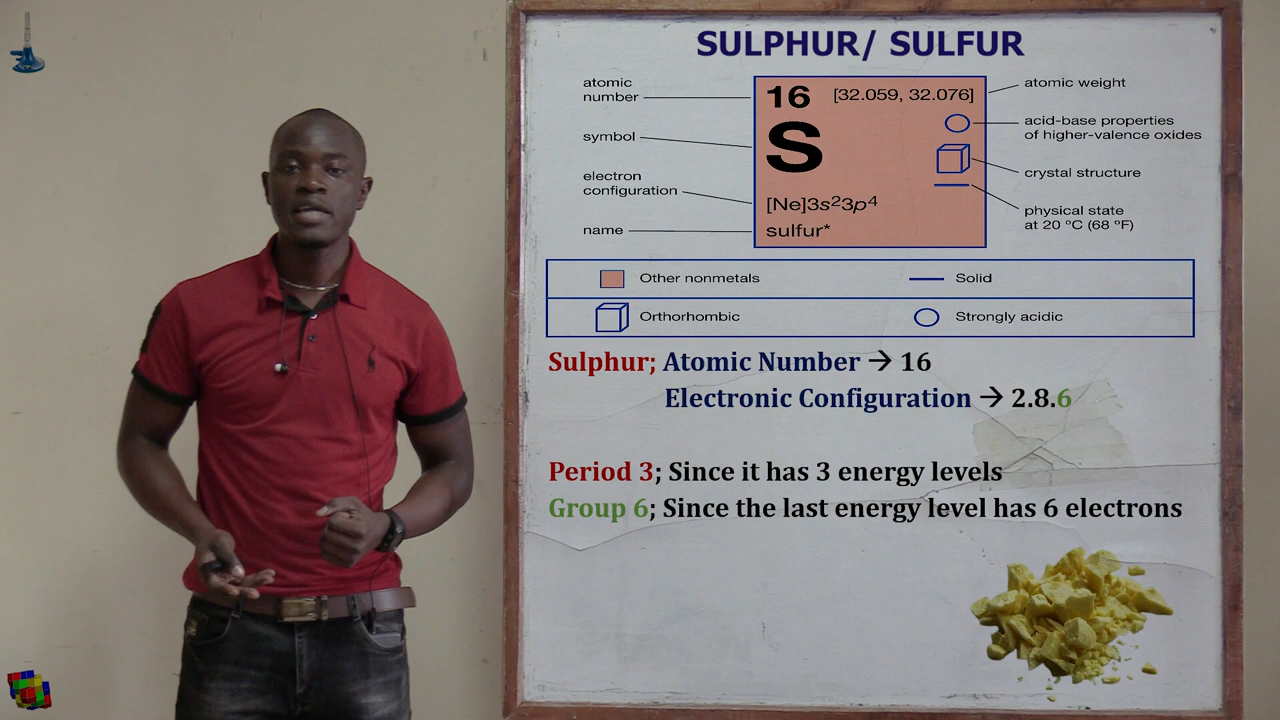 SULPHUR/ SULFUR
atomic
number
16
[32.059, 32.076]
atomic weight
symbol
S
acid-base properties
of higher-valence oxides
crystal structure
electron
configuration
[Ne]3s²3p⁴
physical state
at 20 °C (68 °F)
name
sulfur*
Other nonmetals
Solid
Orthorhombic
Strongly acidic
Sulphur; Atomic Number → 16
Electronic Configuration → 2.8.6
Period 3; Since it has 3 energy levels
Group 6; Since the last energy level has 6 electrons